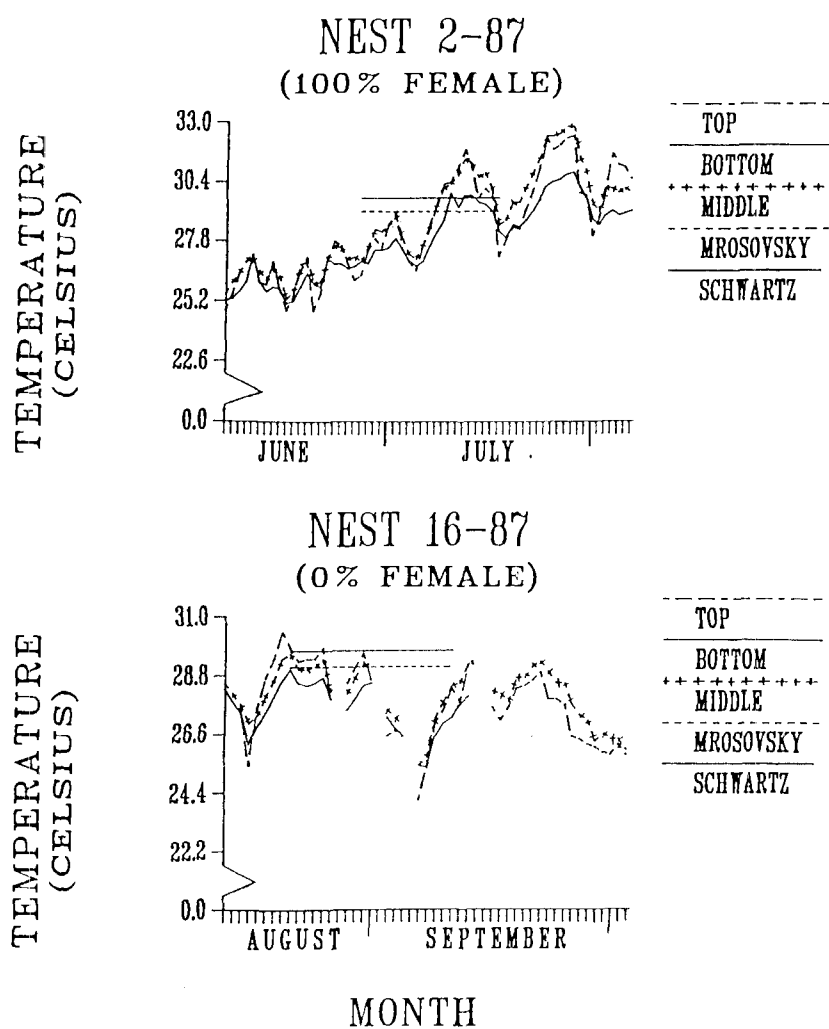 NEST 2-87
(100% FEMALE)
TEMPERATURE
(CELSIUS)
33.0
30.4
27.8
25.2
22.6
0.0
JUNE
JULY
TOP
BOTTOM
MIDDLE
MROSOVSKY
SCHWARTZ
NEST 16-87
(0% FEMALE)
TEMPERATURE
(CELSIUS)
31.0
28.8
26.6
24.4
22.2
0.0
AUGUST
SEPTEMBER
TOP
BOTTOM
MIDDLE
MROSOVSKY
SCHWARTZ
MONTH